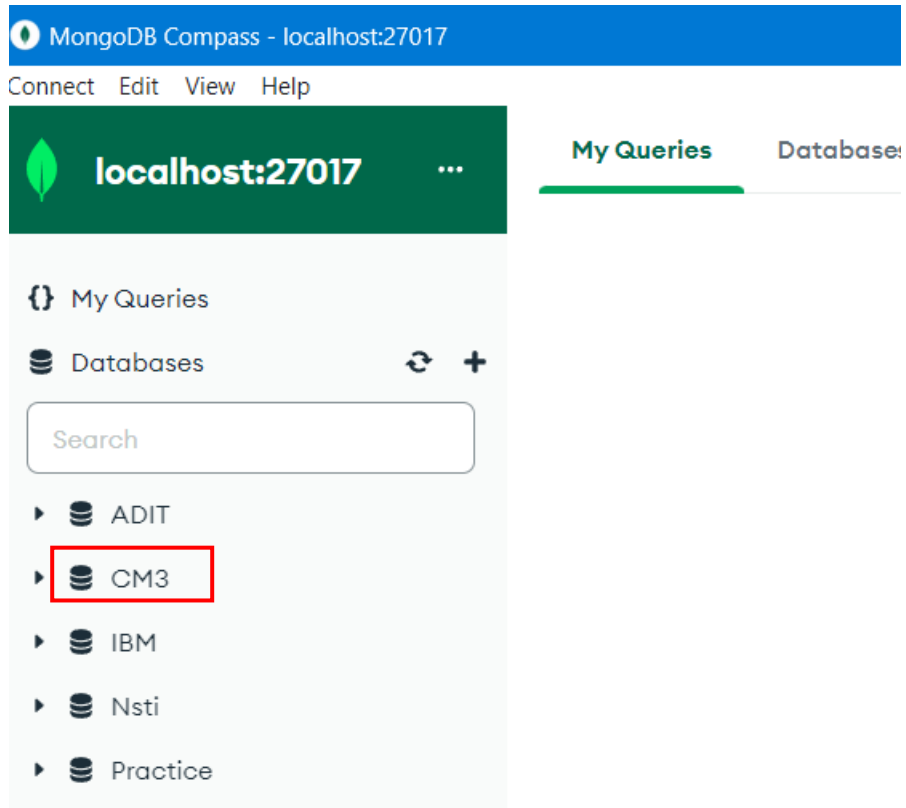 MongoDB Compass - localhost:27017
Connect Edit View Help
localhost:27017 ...
My Queries Databases
{} My Queries
Databases
Search
ADIT
CM3
IBM
Nsti
Practice